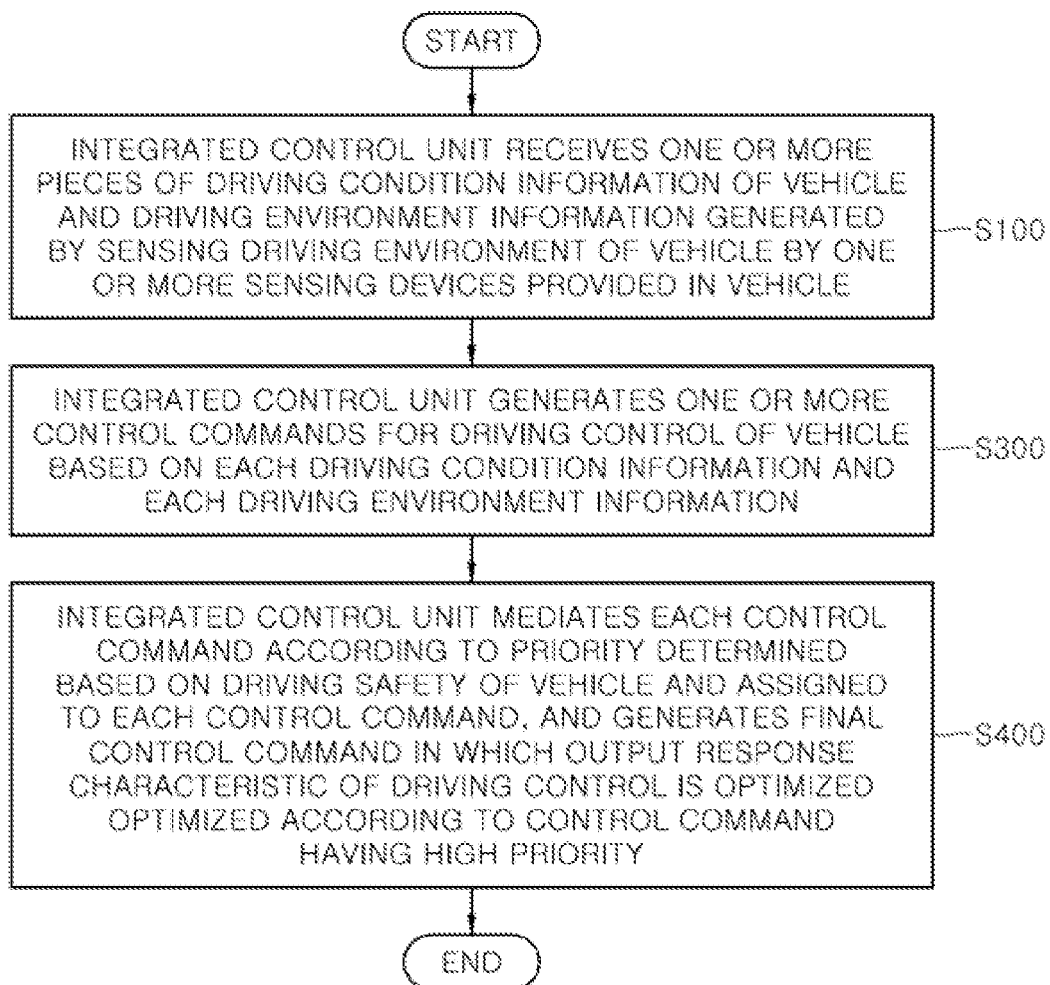 START
INTEGRATED CONTROL UNIT RECEIVES ONE OR MORE
PIECES OF DRIVING CONDITION INFORMATION OF VEHICLE
AND DRIVING ENVIRONMENT INFORMATION GENERATED
BY SENSING DRIVING ENVIRONMENT OF VEHICLE BY ONE
OR MORE SENSING DEVICES PROVIDED IN VEHICLE
S100
INTEGRATED CONTROL UNIT GENERATES ONE OR MORE
CONTROL COMMANDS FOR DRIVING CONTROL OF VEHICLE
BASED ON EACH DRIVING CONDITION INFORMATION AND
EACH DRIVING ENVIRONMENT INFORMATION
S300
INTEGRATED CONTROL UNIT MEDIATES EACH CONTROL
COMMAND ACCORDING TO PRIORITY DETERMINED
BASED ON DRIVING SAFETY OF VEHICLE AND ASSIGNED
TO EACH CONTROL COMMAND, AND GENERATES FINAL
CONTROL COMMAND IN WHICH OUTPUT RESPONSE
CHARACTERISTIC OF DRIVING CONTROL IS OPTIMIZED
OPTIMIZED ACCORDING TO CONTROL COMMAND
HAVING HIGH PRIORITY
S400
END